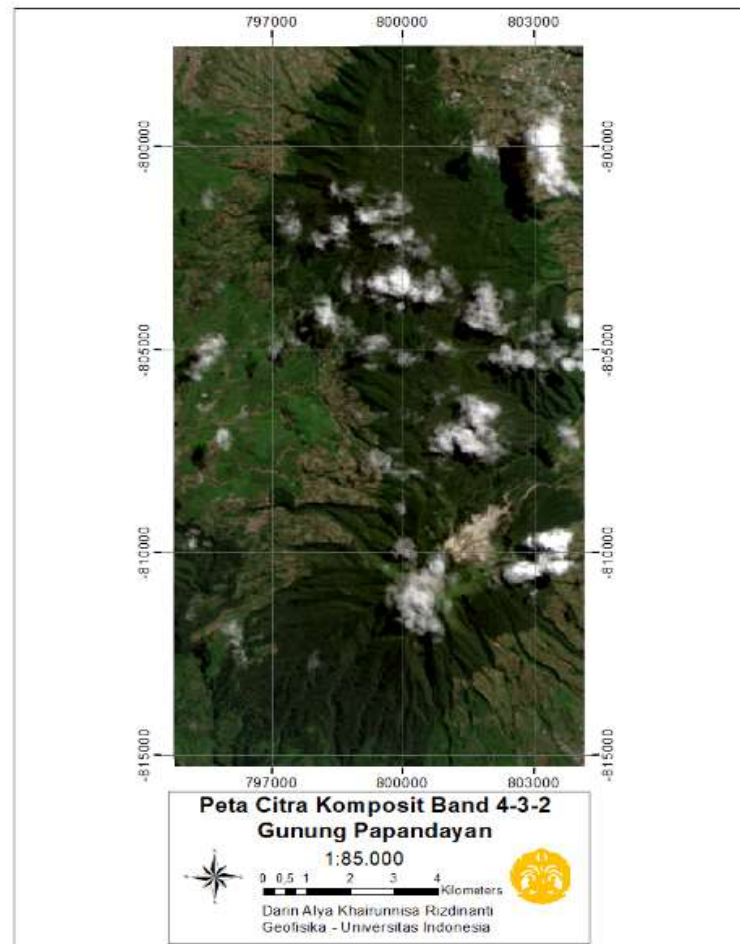 797000 800000 803000
-800000 -800000
-805000 -805000
-810000 -810000
-815000 -815000
797000 800000 803000
Peta Citra Komposit Band 4-3-2
Gunung Papandayan
1:85.000
0 0,5 1 2 3 4
Kilometers
Darin Alya Khairunnisa Rizdinanti
Geofisika - Universitas Indonesia